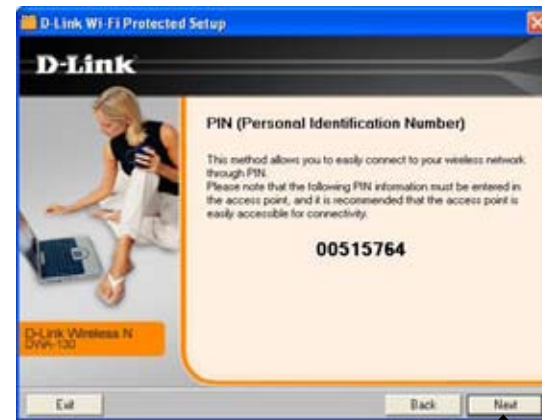 D-Link Wi-Fi Protected Setup
D-Link
PIN (Personal Identification Number)
This method allows you to easily connect to your wireless network
through PIN.
Please note that the following PIN information must be entered in
the access point, and it is recommended that the access point is
easily accessible for connectivity.
00515764
D-Link Wireless N
DWA-130
Exit
Back
Next